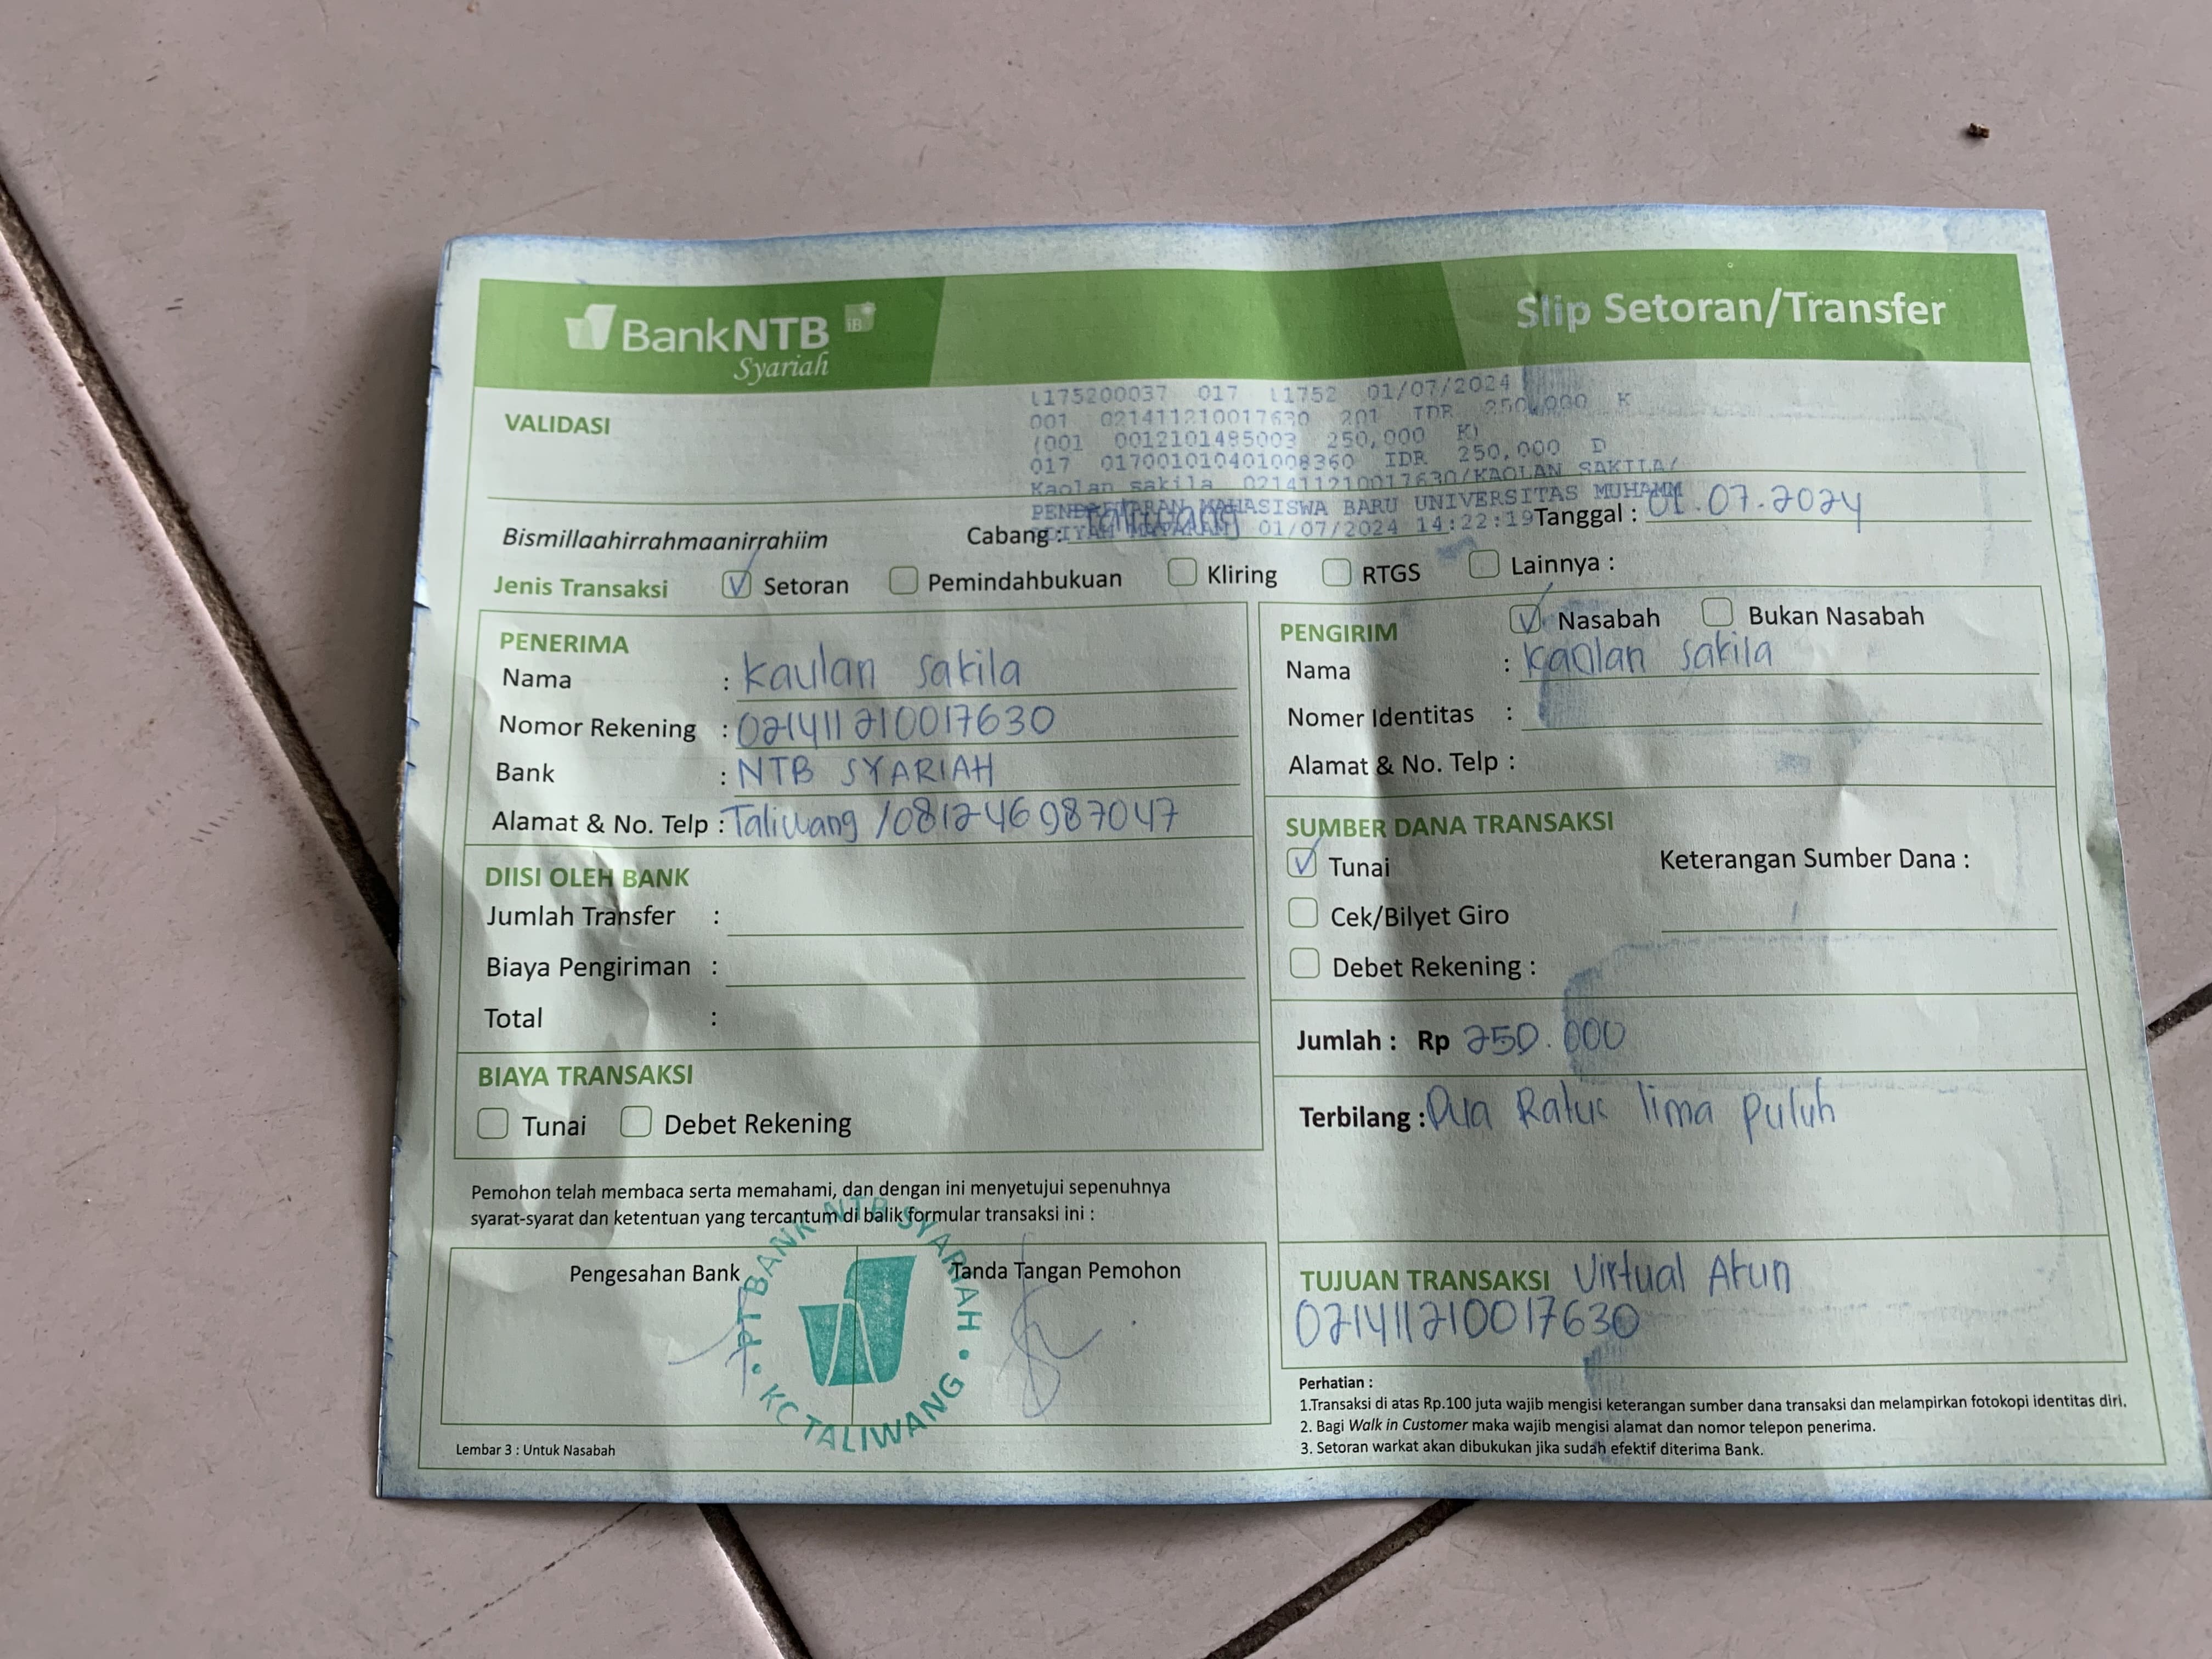 BankNTB iB
Syariah
Slip Setoran/Transfer
VALIDASI
1175200037 017 11752 01/07/2024
001 021411210017630 201 IDR 250,000 K
(001 0012101485003 250,000 K)
017 017001010401008360 IDR 250,000 D
Kaolan sakila 021411210017630/KAOLAN SAKILA/
PENDAFTARAN MAHASISWA BARU UNIVERSITAS MUHAMM
01/07/2024 14:22:19
Bismillaahirrahmaanirrahiim
Cabang : Taliwang
Tanggal : 01.07.2024
Jenis Transaksi ✓ Setoran Pemindahbukuan Kliring RTGS Lainnya :
PENERIMA
Nama : Kaulan sakila
Nomor Rekening : 021411210017630
Bank : NTB SYARIAH
Alamat & No. Telp : Taliwang /081246987047
DIISI OLEH BANK
Jumlah Transfer :
Biaya Pengiriman :
Total :
BIAYA TRANSAKSI
Tunai Debet Rekening
Pemohon telah membaca serta memahami, dan dengan ini menyetujui sepenuhnya
syarat-syarat dan ketentuan yang tercantum di balik formular transaksi ini :
Pengesahan Bank
Tanda Tangan Pemohon
PT BANK NTB SYARIAH • KC TALIWANG •
Lembar 3 : Untuk Nasabah
PENGIRIM ✓ Nasabah Bukan Nasabah
Nama : Kaolan sakila
Nomer Identitas :
Alamat & No. Telp :
SUMBER DANA TRANSAKSI
✓ Tunai Keterangan Sumber Dana :
Cek/Bilyet Giro
Debet Rekening :
Jumlah : Rp 250.000
Terbilang : Dua Ratus lima puluh
TUJUAN TRANSAKSI Virtual Akun
021411210017630
Perhatian :
1.Transaksi di atas Rp.100 juta wajib mengisi keterangan sumber dana transaksi dan melampirkan fotokopi identitas diri.
2. Bagi Walk in Customer maka wajib mengisi alamat dan nomor telepon penerima.
3. Setoran warkat akan dibukukan jika sudah efektif diterima Bank.